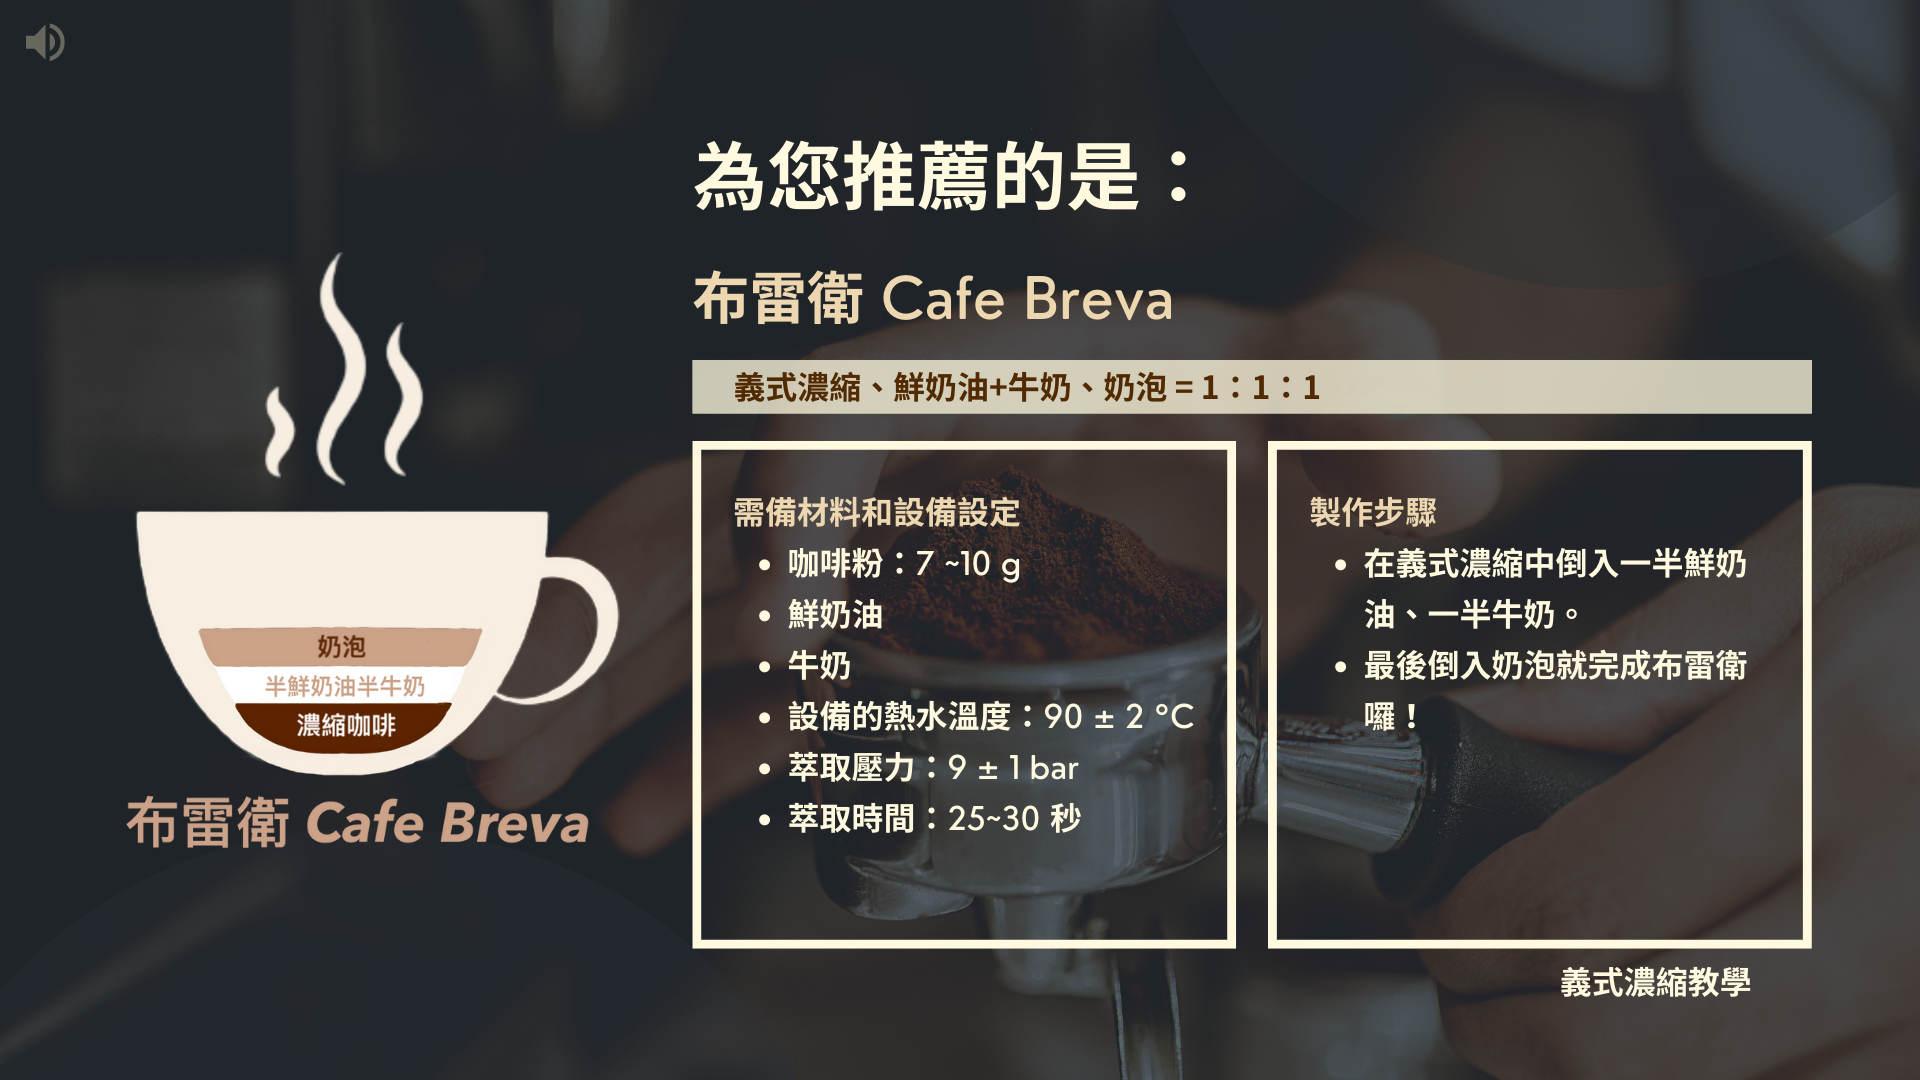 為您推薦的是：
布雷衛 Cafe Breva
義式濃縮、鮮奶油+牛奶、奶泡 = 1：1：1
需備材料和設備設定
• 咖啡粉：7 ~10 g
• 鮮奶油
• 牛奶
• 設備的熱水溫度：90 ± 2 °C
• 萃取壓力：9 ± 1 bar
• 萃取時間：25~30 秒
製作步驟
• 在義式濃縮中倒入一半鮮奶
油、一半牛奶。
• 最後倒入奶泡就完成布雷衛
囉！
奶泡
半鮮奶油半牛奶
濃縮咖啡
布雷衛 Cafe Breva
義式濃縮教學